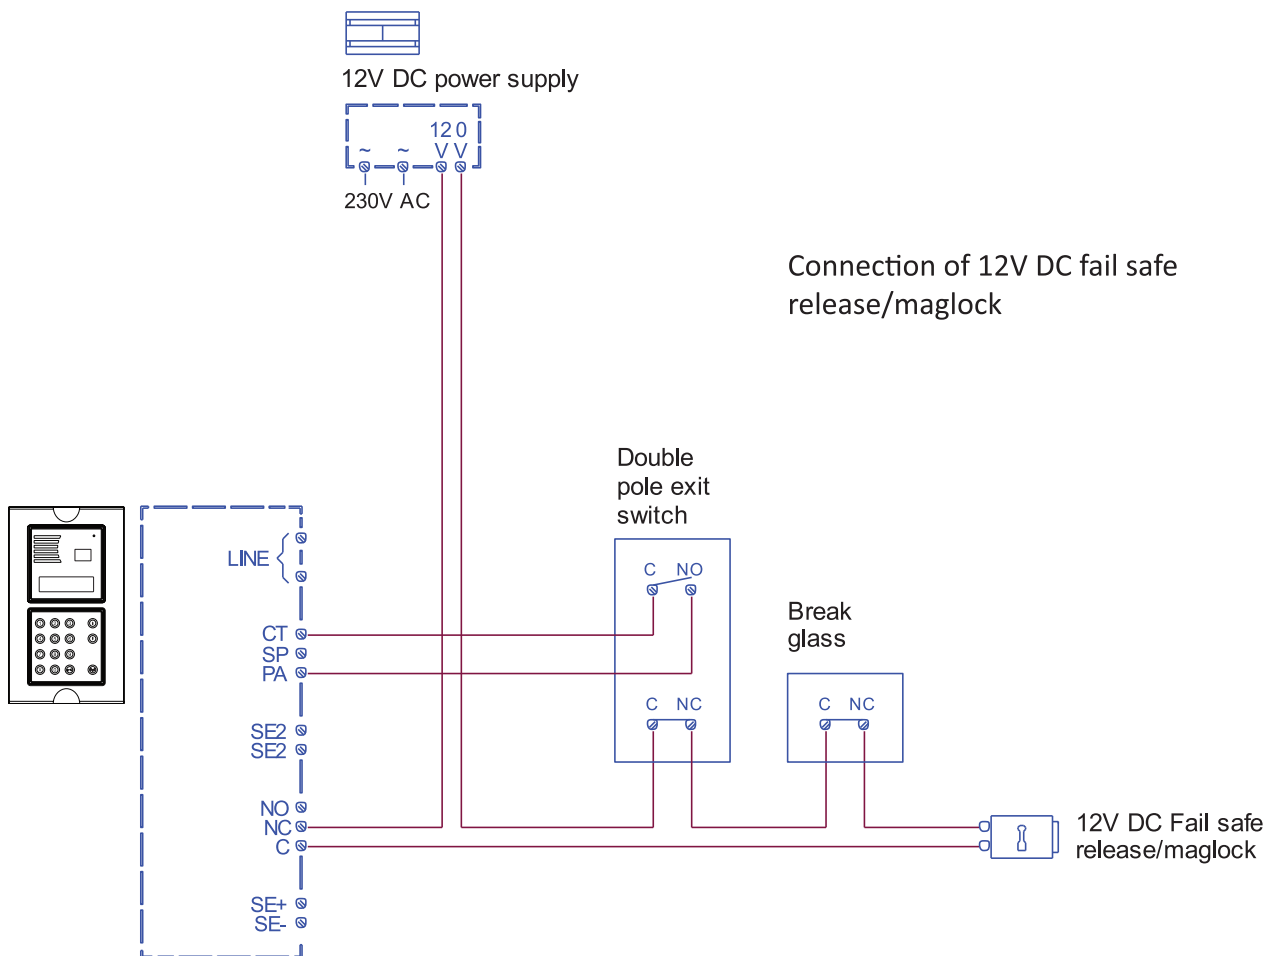 12V DC power supply
12 0
~ ~ V V
230V AC
Connection of 12V DC fail safe
release/maglock
Double
pole exit
switch
LINE
C NO
Break
glass
CT
SP
PA
C NC
C NC
SE2
SE2
NO
NC
C
12V DC Fail safe
release/maglock
SE+
SE-